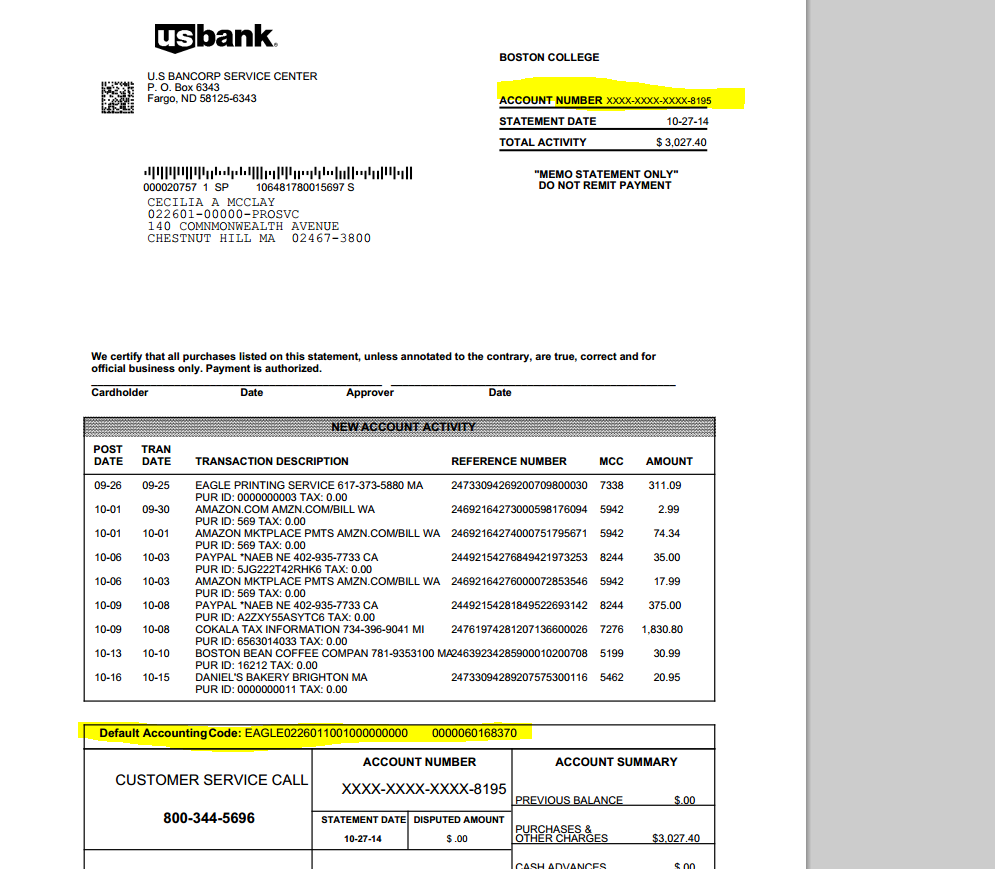 usbank.
U.S BANCORP SERVICE CENTER
P. O. Box 6343
Fargo, ND 58125-6343
BOSTON COLLEGE
ACCOUNT NUMBER XXXX-XXXX-XXXX-8195
STATEMENT DATE 10-27-14
TOTAL ACTIVITY $ 3,027.40
"MEMO STATEMENT ONLY"
DO NOT REMIT PAYMENT
000020757 1 SP 106481780015697 S
CECILIA A MCCLAY
022601-00000-PROSVC
140 COMNMONWEALTH AVENUE
CHESTNUT HILL MA 02467-3800
We certify that all purchases listed on this statement, unless annotated to the contrary, are true, correct and for
official business only. Payment is authorized.
Cardholder Date Approver Date
NEW ACCOUNT ACTIVITY
POST DATE TRAN DATE TRANSACTION DESCRIPTION REFERENCE NUMBER MCC AMOUNT
09-26 09-25 EAGLE PRINTING SERVICE 617-373-5880 MA 24733094269200709800030 7338 311.09
PUR ID: 0000000003 TAX: 0.00
10-01 09-30 AMAZON.COM AMZN.COM/BILL WA 24692164273000598176094 5942 2.99
PUR ID: 569 TAX: 0.00
10-01 10-01 AMAZON MKTPLACE PMTS AMZN.COM/BILL WA 24692164274000751795671 5942 74.34
PUR ID: 569 TAX: 0.00
10-06 10-03 PAYPAL *NAEB NE 402-935-7733 CA 24492154276849421973253 8244 35.00
PUR ID: 5JG222T42RHK6 TAX: 0.00
10-06 10-03 AMAZON MKTPLACE PMTS AMZN.COM/BILL WA 24692164276000072853546 5942 17.99
PUR ID: 569 TAX: 0.00
10-09 10-08 PAYPAL *NAEB NE 402-935-7733 CA 24492154281849522693142 8244 375.00
PUR ID: A2ZXY55ASYTC6 TAX: 0.00
10-09 10-08 COKALA TAX INFORMATION 734-396-9041 MI 24761974281207136600026 7276 1,830.80
PUR ID: 6563014033 TAX: 0.00
10-13 10-10 BOSTON BEAN COFFEE COMPAN 781-9353100 MA24639234285900010200708 5199 30.99
PUR ID: 16212 TAX: 0.00
10-16 10-15 DANIEL'S BAKERY BRIGHTON MA 24733094289207575300116 5462 20.95
PUR ID: 0000000011 TAX: 0.00
Default Accounting Code: EAGLE0226011001000000000 0000060168370
CUSTOMER SERVICE CALL
800-344-5696
ACCOUNT NUMBER
XXXX-XXXX-XXXX-8195
STATEMENT DATE DISPUTED AMOUNT
10-27-14 $ .00
ACCOUNT SUMMARY
PREVIOUS BALANCE $.00
PURCHASES &
OTHER CHARGES $3,027.40
CASH ADVANCES $.00